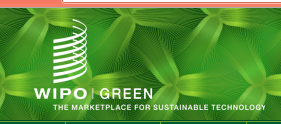 WIPO | GREEN
THE MARKETPLACE FOR SUSTAINABLE TECHNOLOGY